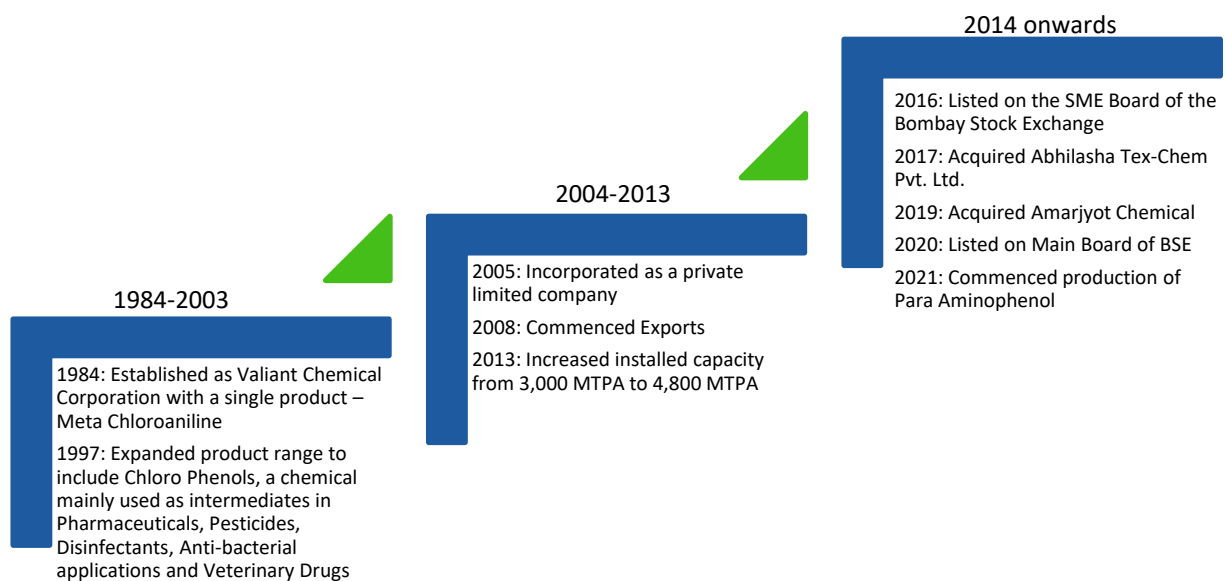 1984-2003
1984: Established as Valiant Chemical
Corporation with a single product –
Meta Chloroaniline
1997: Expanded product range to
include Chloro Phenols, a chemical
mainly used as intermediates in
Pharmaceuticals, Pesticides,
Disinfectants, Anti-bacterial
applications and Veterinary Drugs
2004-2013
2005: Incorporated as a private
limited company
2008: Commenced Exports
2013: Increased installed capacity
from 3,000 MTPA to 4,800 MTPA
2014 onwards
2016: Listed on the SME Board of the
Bombay Stock Exchange
2017: Acquired Abhilasha Tex-Chem
Pvt. Ltd.
2019: Acquired Amarjyot Chemical
2020: Listed on Main Board of BSE
2021: Commenced production of
Para Aminophenol